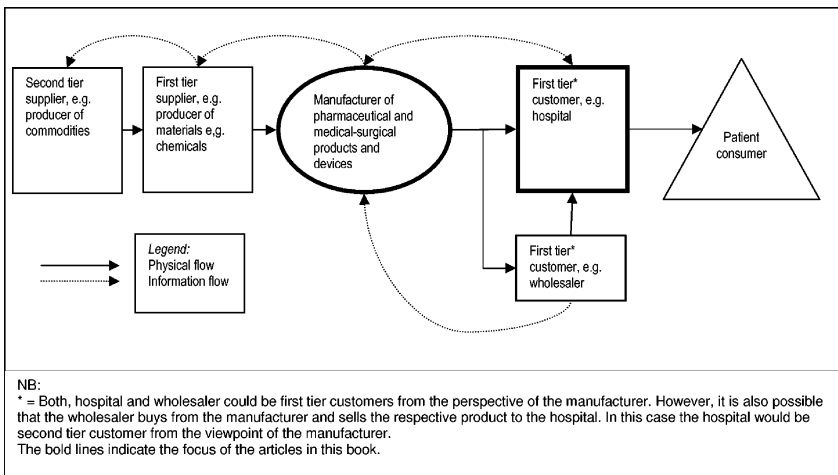 Second tier
supplier, e.g.
producer of
commodities
First tier
supplier, e.g.
producer of
materials e,g.
chemicals
Manufacturer of
pharmaceutical and
medical-surgical
products and
devices
First tier*
customer, e.g.
hospital
Patient
consumer
Legend:
Physical flow
Information flow
First tier*
customer, e.g.
wholesaler
NB:
* = Both, hospital and wholesaler could be first tier customers from the perspective of the manufacturer. However, it is also possible
that the wholesaler buys from the manufacturer and sells the respective product to the hospital. In this case the hospital would be
second tier customer from the viewpoint of the manufacturer.
The bold lines indicate the focus of the articles in this book.